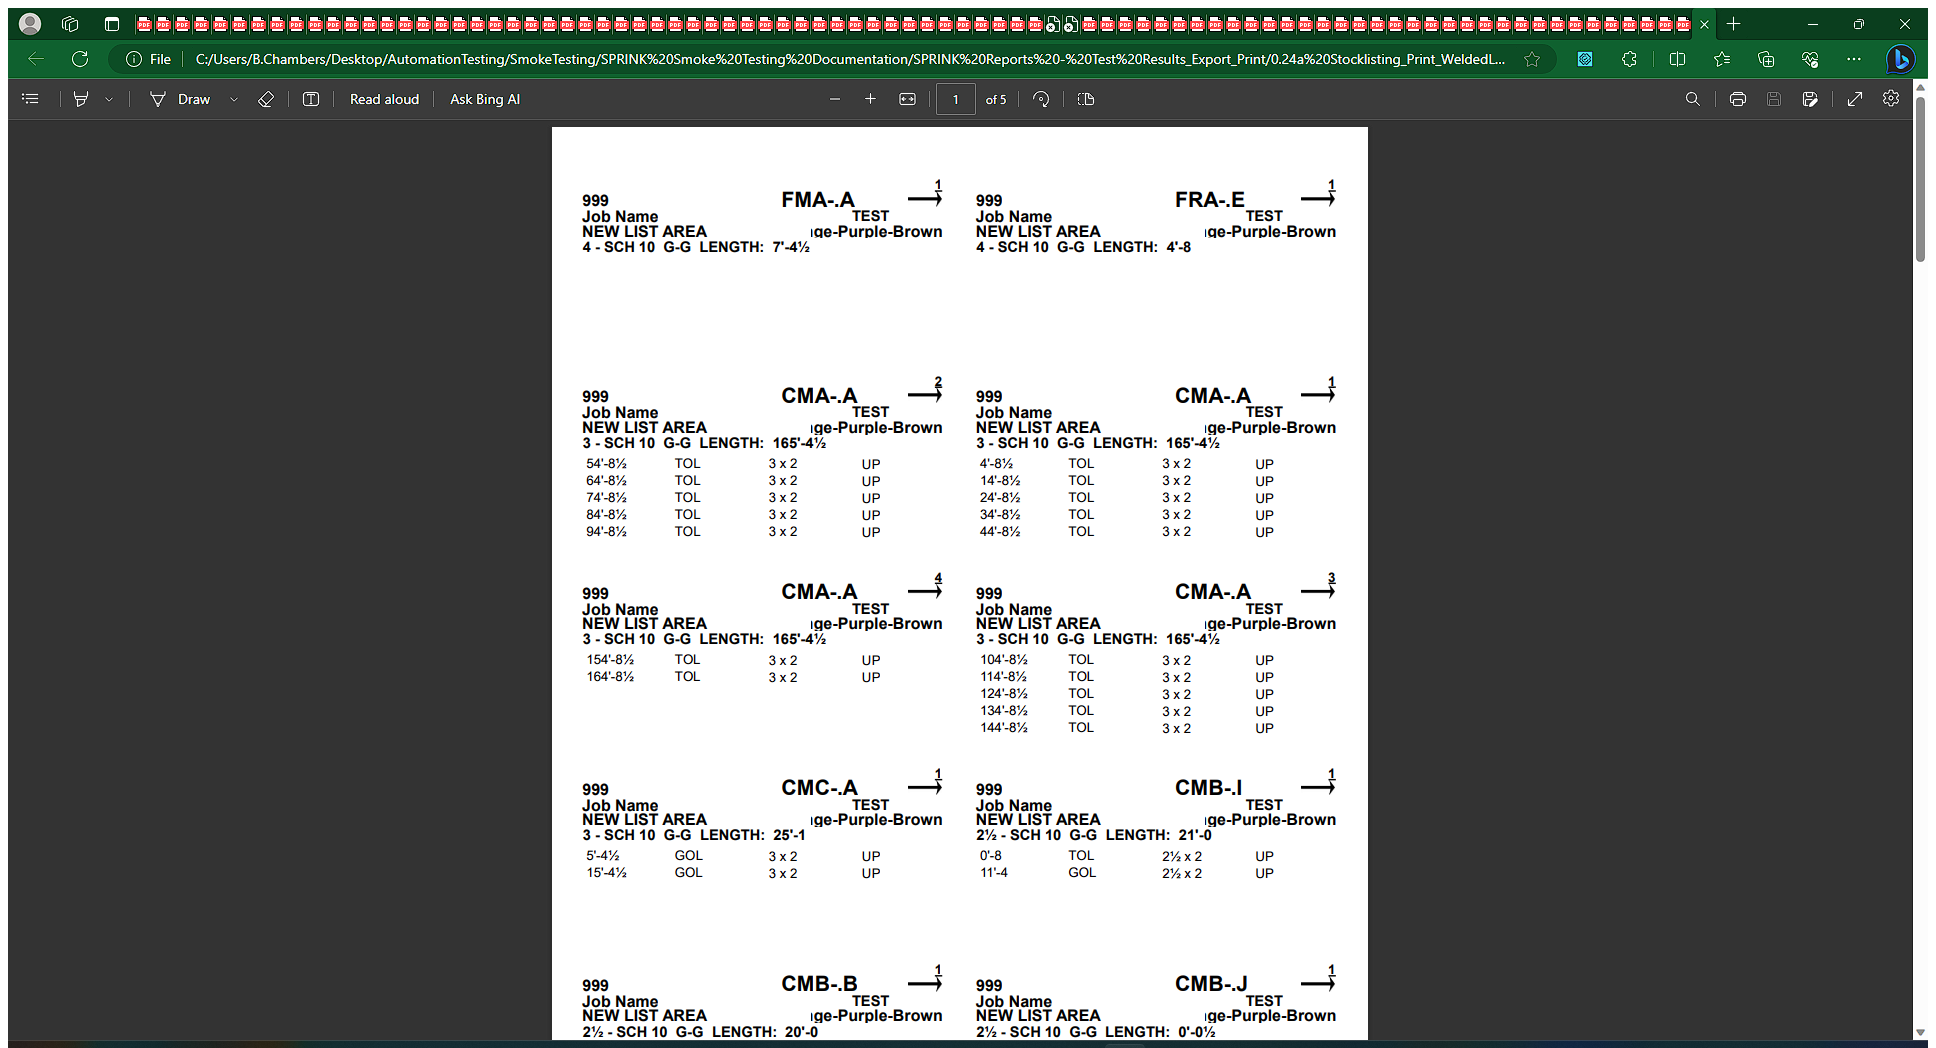 File C:/Users/B.Chambers/Desktop/AutomationTesting/SmokeTesting/SPRINK%20Smoke%20Testing%20Documentation/SPRINK%20Reports%20-%20Test%20Results_Export_Print/0.24a%20Stocklisting_Print_WeldedL...
Draw Read aloud Ask Bing AI 1 of 5
1
999 FMA-.A
Job Name TEST
NEW LIST AREA ge-Purple-Brown
4 - SCH 10 G-G LENGTH: 7'-4½
1
999 FRA-.E
Job Name TEST
NEW LIST AREA ge-Purple-Brown
4 - SCH 10 G-G LENGTH: 4'-8
2
999 CMA-.A
Job Name TEST
NEW LIST AREA ge-Purple-Brown
3 - SCH 10 G-G LENGTH: 165'-4½
54'-8½ TOL 3 x 2 UP
64'-8½ TOL 3 x 2 UP
74'-8½ TOL 3 x 2 UP
84'-8½ TOL 3 x 2 UP
94'-8½ TOL 3 x 2 UP
1
999 CMA-.A
Job Name TEST
NEW LIST AREA ge-Purple-Brown
3 - SCH 10 G-G LENGTH: 165'-4½
4'-8½ TOL 3 x 2 UP
14'-8½ TOL 3 x 2 UP
24'-8½ TOL 3 x 2 UP
34'-8½ TOL 3 x 2 UP
44'-8½ TOL 3 x 2 UP
4
999 CMA-.A
Job Name TEST
NEW LIST AREA ge-Purple-Brown
3 - SCH 10 G-G LENGTH: 165'-4½
154'-8½ TOL 3 x 2 UP
164'-8½ TOL 3 x 2 UP
3
999 CMA-.A
Job Name TEST
NEW LIST AREA ge-Purple-Brown
3 - SCH 10 G-G LENGTH: 165'-4½
104'-8½ TOL 3 x 2 UP
114'-8½ TOL 3 x 2 UP
124'-8½ TOL 3 x 2 UP
134'-8½ TOL 3 x 2 UP
144'-8½ TOL 3 x 2 UP
1
999 CMC-.A
Job Name TEST
NEW LIST AREA ge-Purple-Brown
3 - SCH 10 G-G LENGTH: 25'-1
5'-4½ GOL 3 x 2 UP
15'-4½ GOL 3 x 2 UP
1
999 CMB-.I
Job Name TEST
NEW LIST AREA ge-Purple-Brown
2½ - SCH 10 G-G LENGTH: 21'-0
0'-8 TOL 2½ x 2 UP
11'-4 GOL 2½ x 2 UP
1
999 CMB-.B
Job Name TEST
NEW LIST AREA ge-Purple-Brown
2½ - SCH 10 G-G LENGTH: 20'-0
1
999 CMB-.J
Job Name TEST
NEW LIST AREA ge-Purple-Brown
2½ - SCH 10 G-G LENGTH: 0'-0½